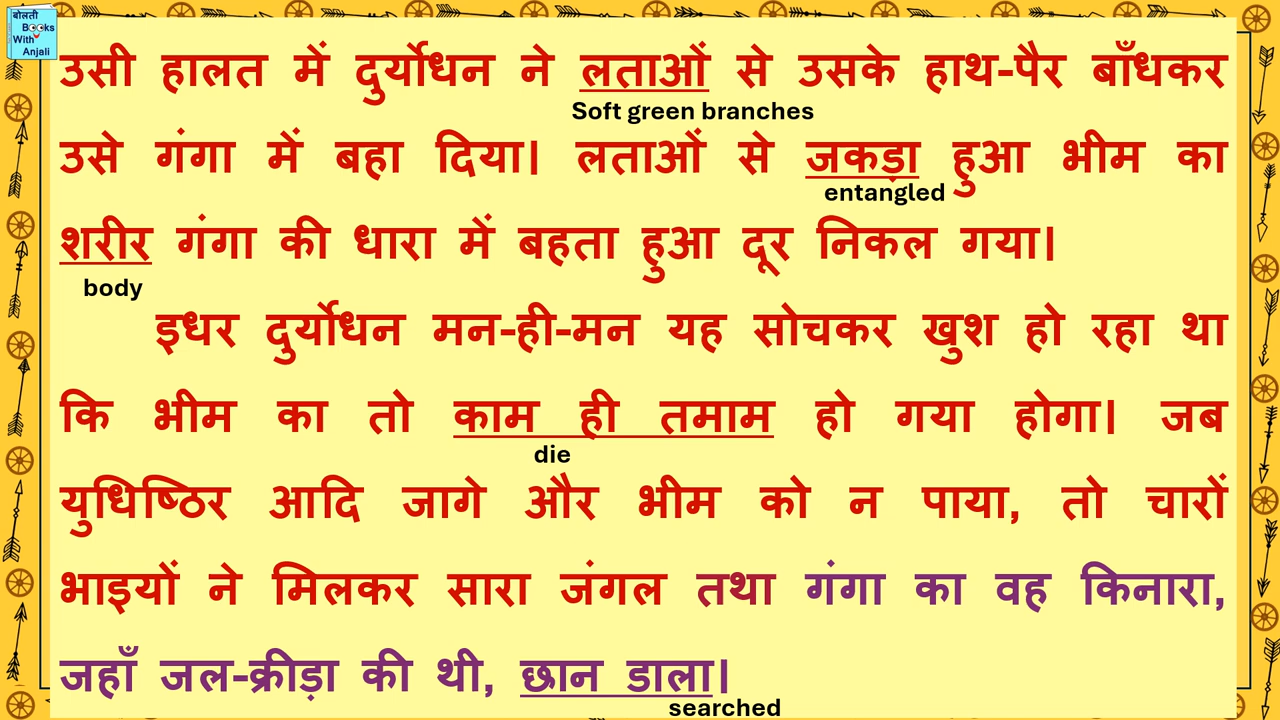 बोलती
Books
With
Anjali
उसी हालत में दुर्योधन ने लताओं से उसके हाथ-पैर बाँधकर
Soft green branches
उसे गंगा में बहा दिया। लताओं से जकड़ा हुआ भीम का
entangled
शरीर गंगा की धारा में बहता हुआ दूर निकल गया।
body
इधर दुर्योधन मन-ही-मन यह सोचकर खुश हो रहा था
कि भीम का तो काम ही तमाम हो गया होगा। जब
die
युधिष्ठिर आदि जागे और भीम को न पाया, तो चारों
भाइयों ने मिलकर सारा जंगल तथा गंगा का वह किनारा,
जहाँ जल-क्रीड़ा की थी, छान डाला।
searched